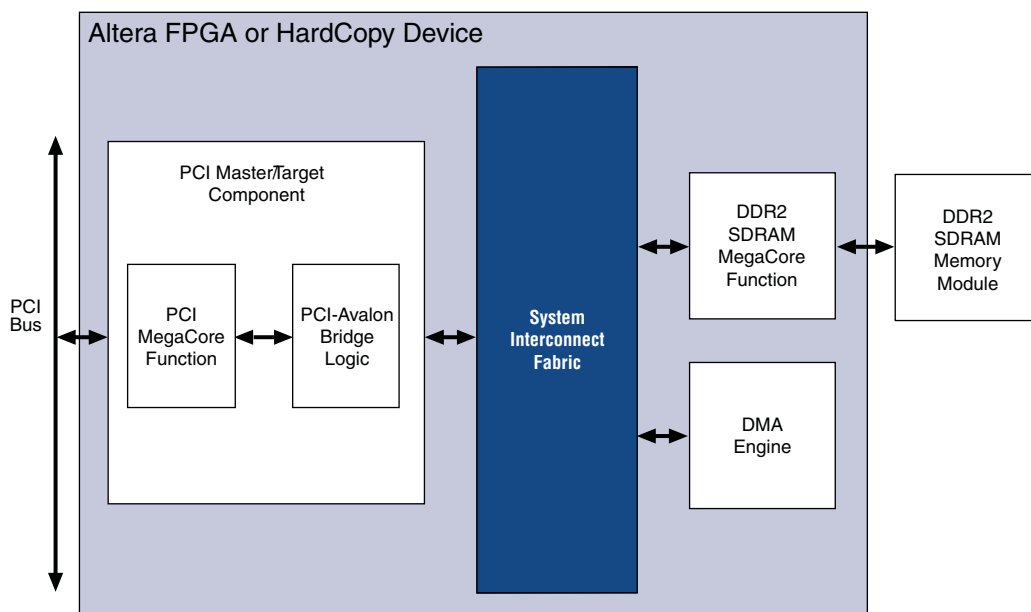 Altera FPGA or HardCopy Device
PCI Master/Target
Component
PCI
MegaCore
Function
PCI-Avalon
Bridge
Logic
PCI
Bus
System
Interconnect
Fabric
DDR2
SDRAM
MegaCore
Function
DDR2
SDRAM
Memory
Module
DMA
Engine